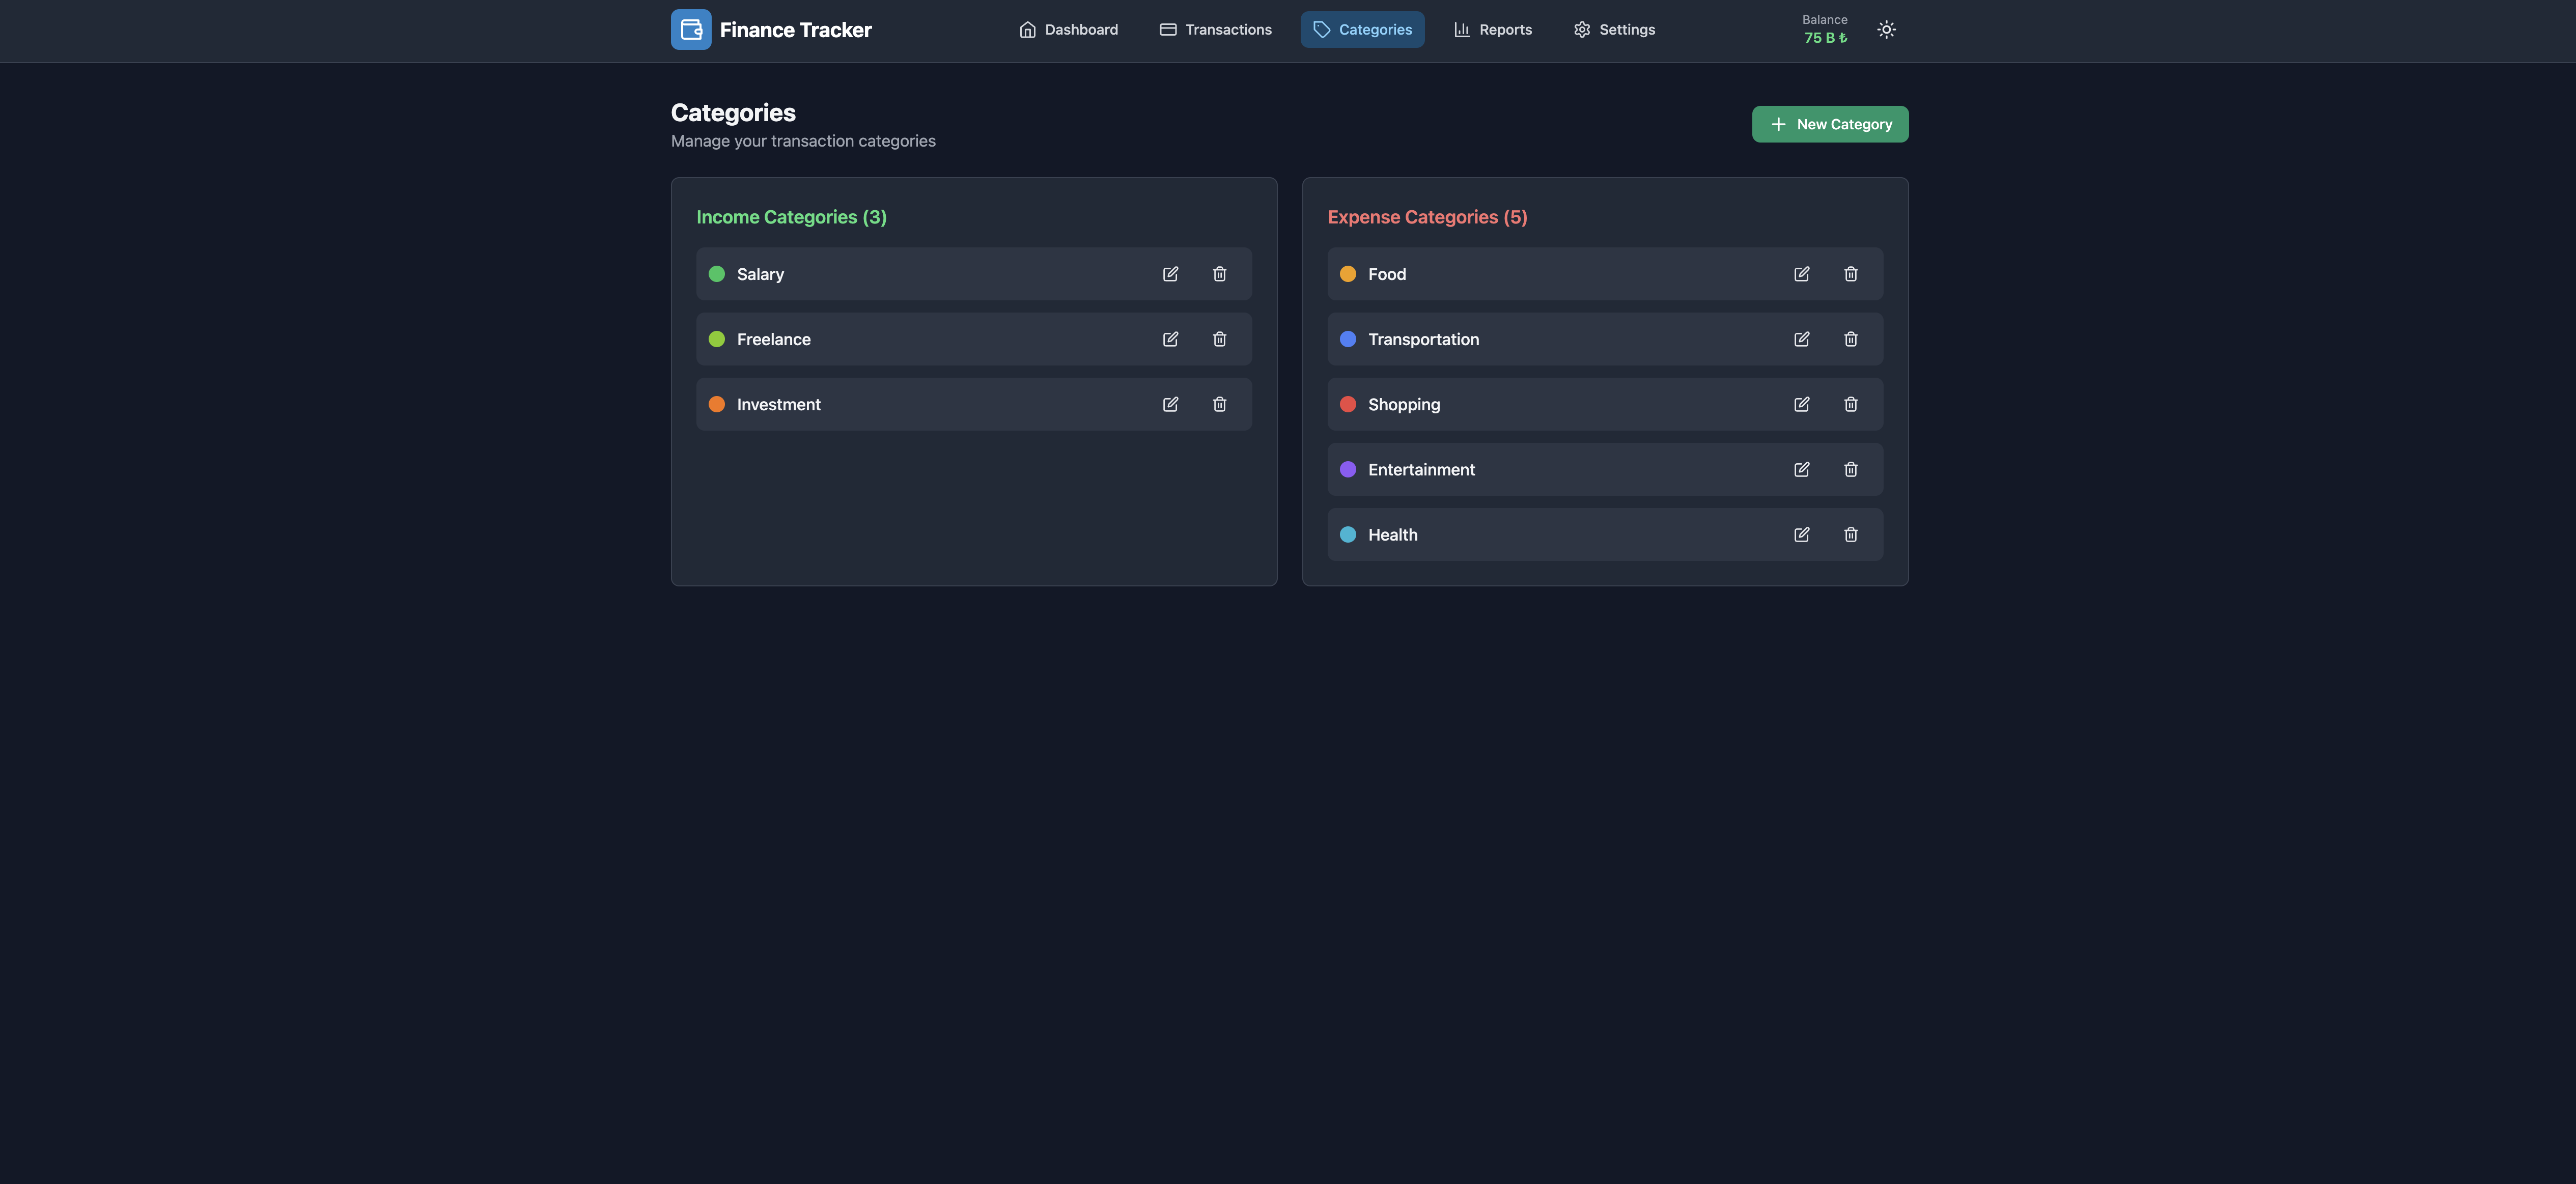 Finance Tracker
Dashboard
Transactions
Categories
Reports
Settings
Balance
75 B ₺
Categories
Manage your transaction categories
New Category
Income Categories (3)
Salary
Freelance
Investment
Expense Categories (5)
Food
Transportation
Shopping
Entertainment
Health